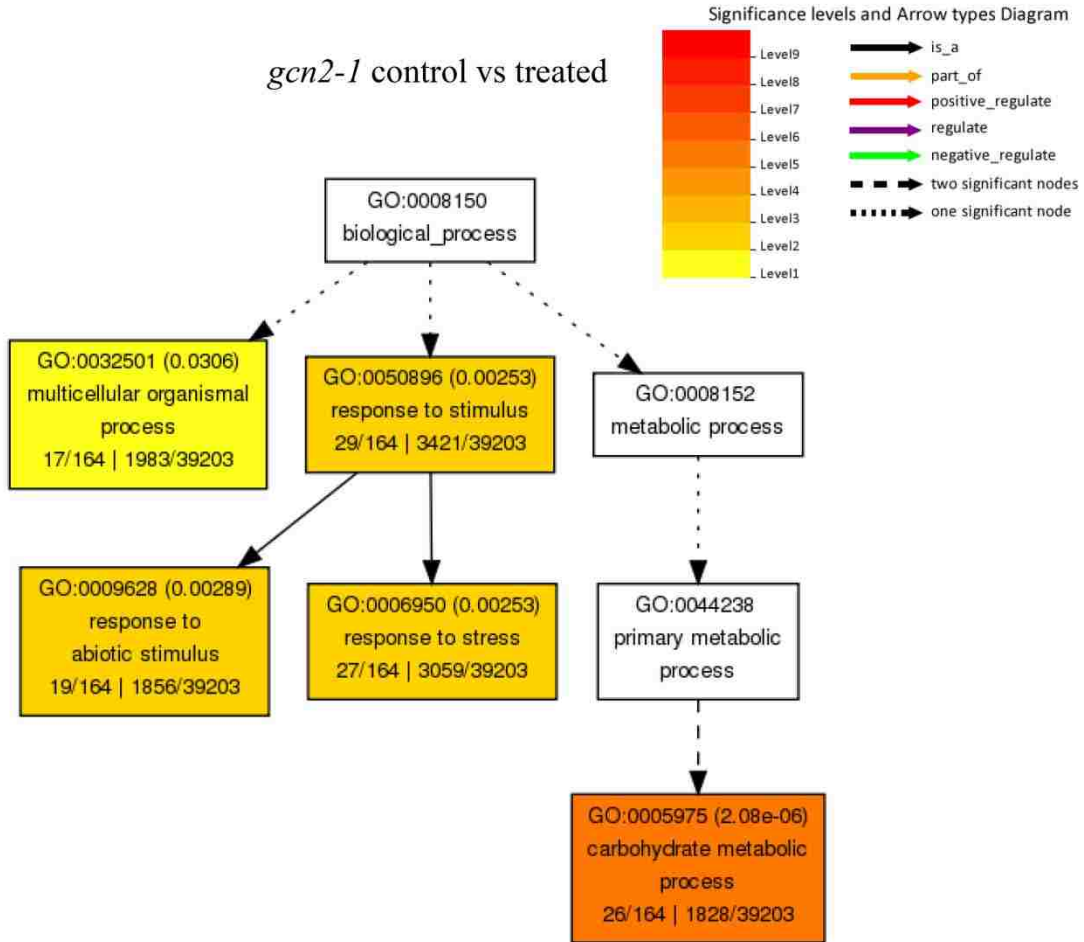 Significance levels and Arrow types Diagram
gcn2-1 control vs treated
Level9
Level8
Level7
Level6
Level5
Level4
Level3
Level2
Level1
is_a
part_of
positive_regulate
regulate
negative_regulate
two significant nodes
one significant node
GO:0008150
biological_process
GO:0032501 (0.0306)
multicellular organismal
process
17/164 | 1983/39203
GO:0050896 (0.00253)
response to stimulus
29/164 | 3421/39203
GO:0008152
metabolic process
GO:0009628 (0.00289)
response to
abiotic stimulus
19/164 | 1856/39203
GO:0006950 (0.00253)
response to stress
27/164 | 3059/39203
GO:0044238
primary metabolic
process
GO:0005975 (2.08e-06)
carbohydrate metabolic
process
26/164 | 1828/39203